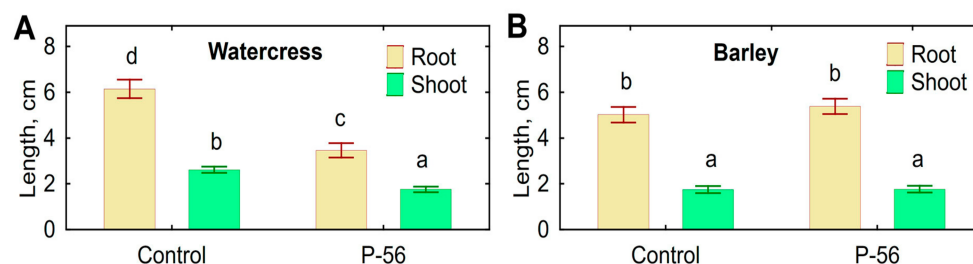 A
Watercress
Length, cm
8
6
4
2
0
d
b
c
a
Root
Shoot
Control
P-56
B
Barley
Length, cm
8
6
4
2
0
b
a
b
a
Root
Shoot
Control
P-56